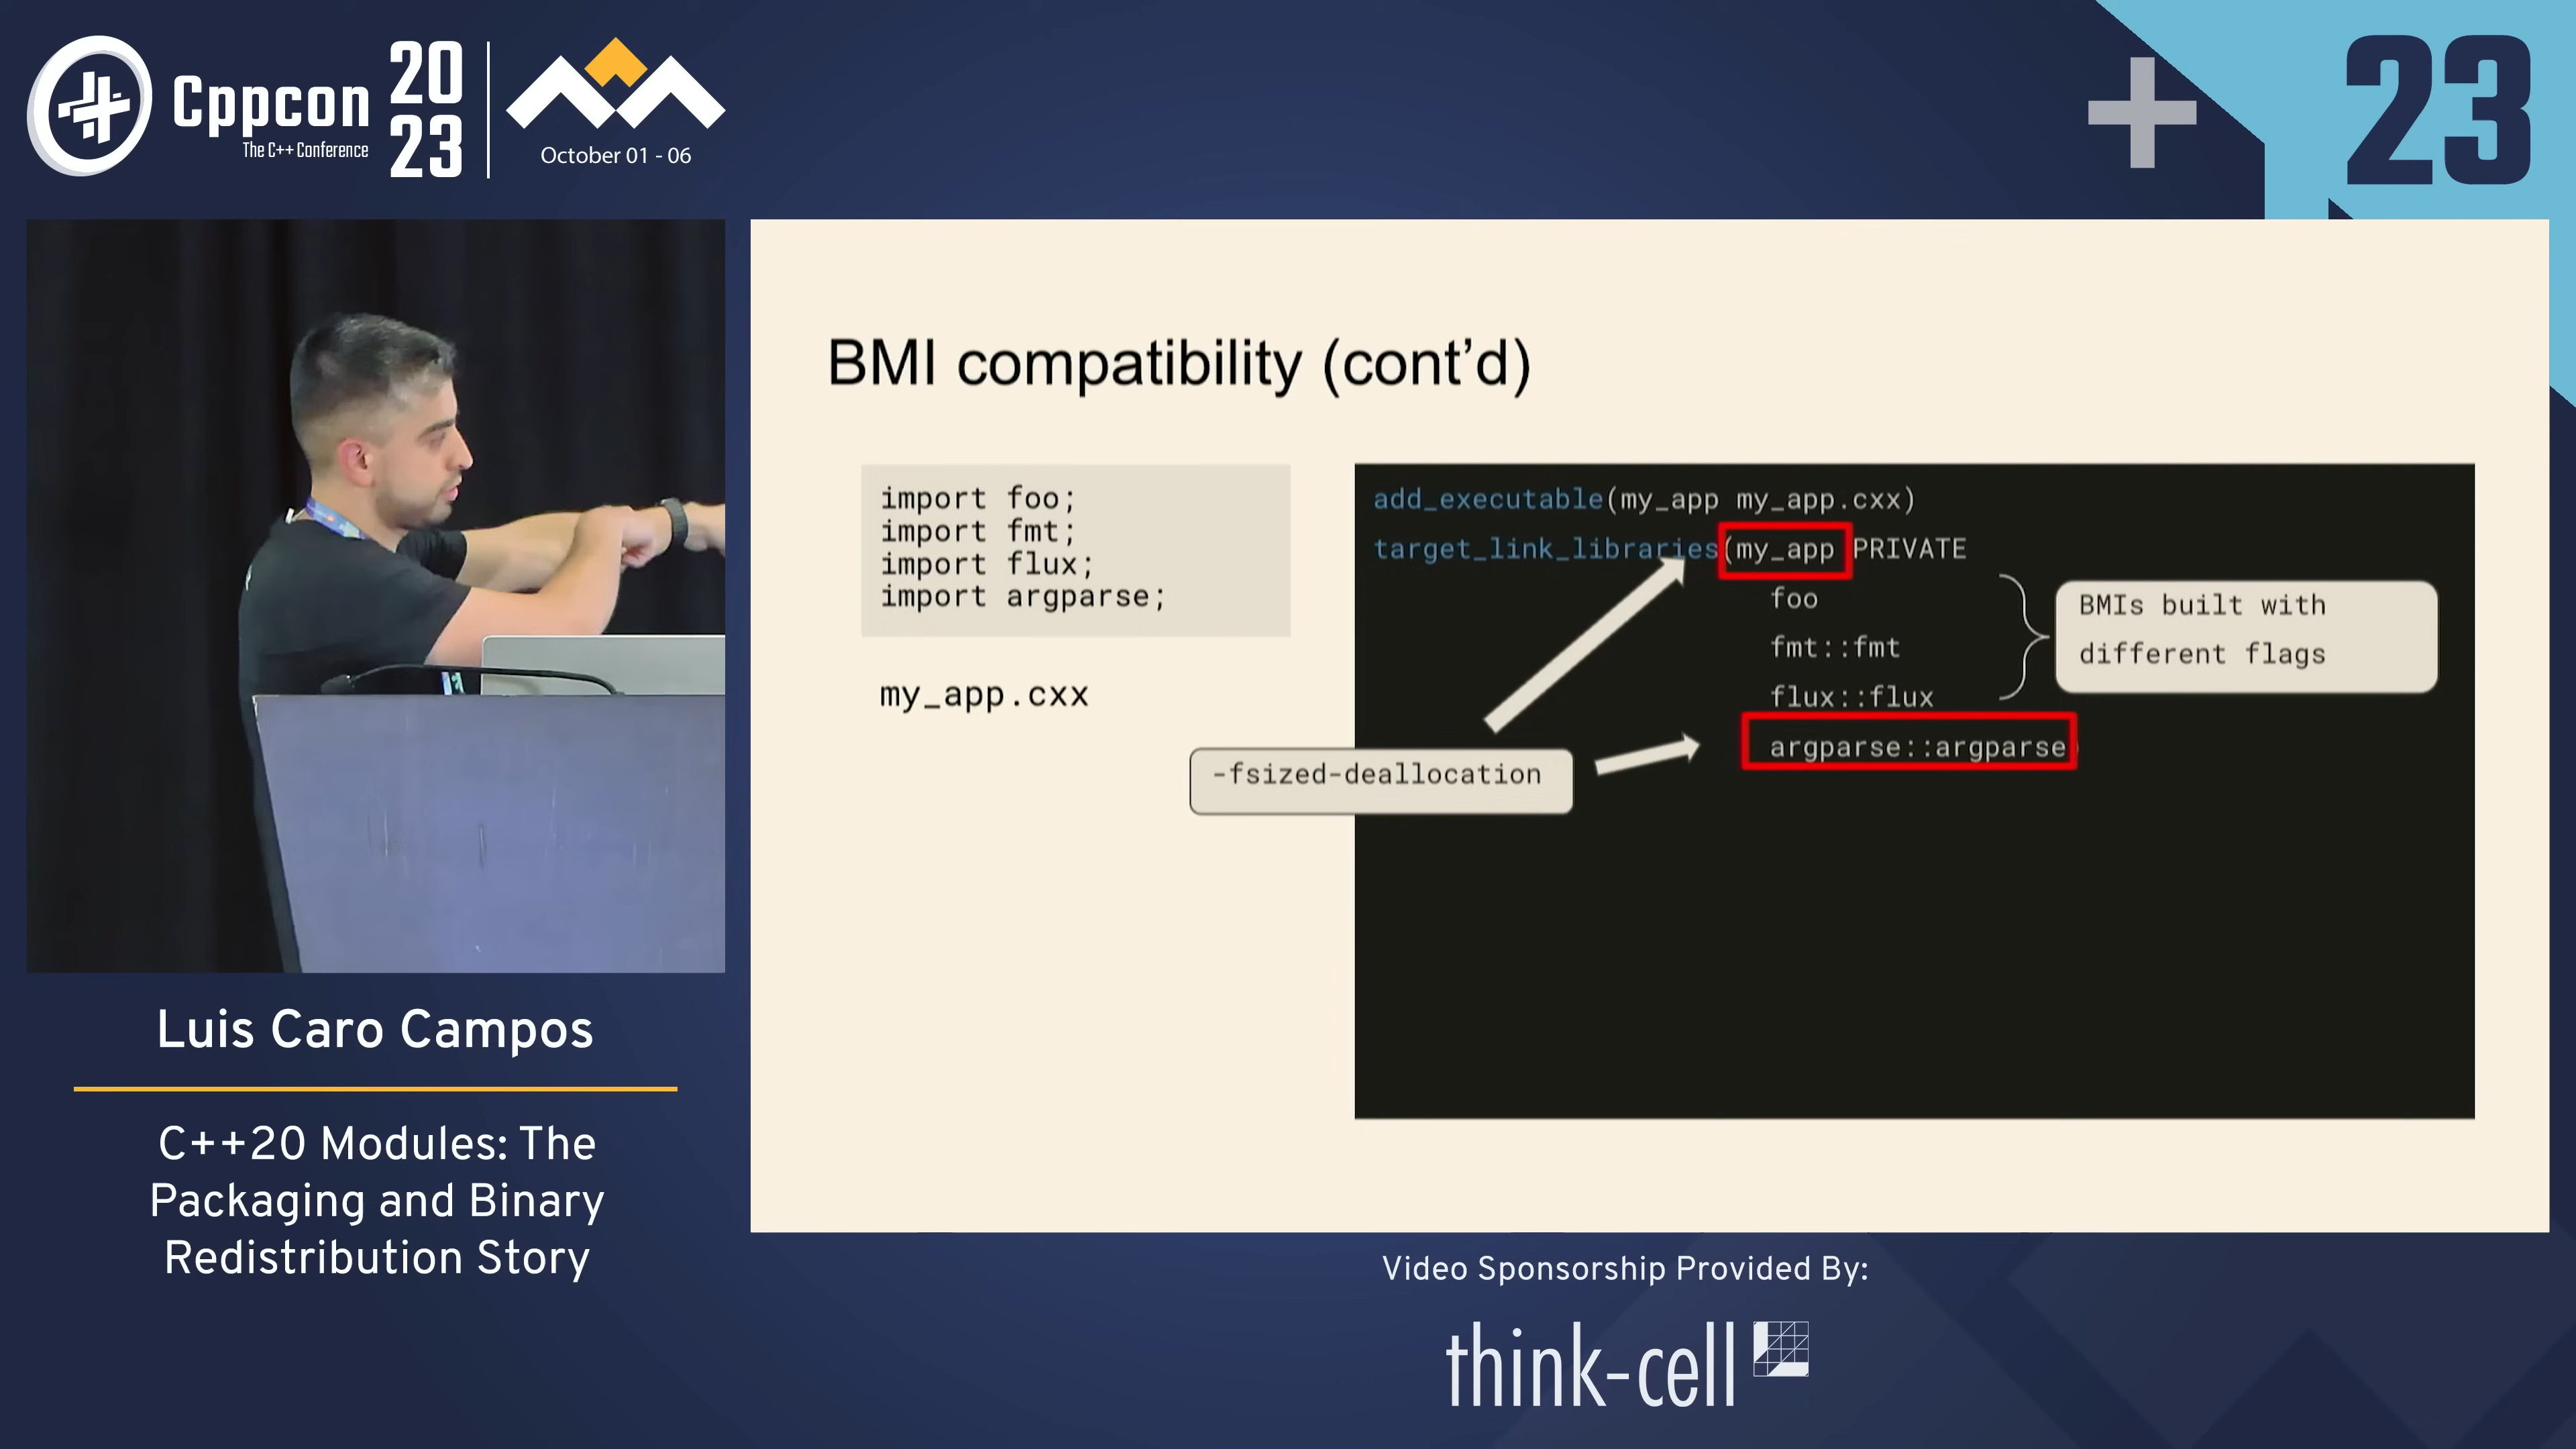 Cppcon
The C++ Conference
20
23
October 01 - 06
23
BMI compatibility (cont’d)
import foo;
import fmt;
import flux;
import argparse;
my_app.cxx
add_executable(my_app my_app.cxx)
target_link_libraries(my_app PRIVATE
foo
fmt::fmt
flux::flux
argparse::argparse)
BMIs built with
different flags
-fsized-deallocation
Luis Caro Campos
C++20 Modules: The
Packaging and Binary
Redistribution Story
Video Sponsorship Provided By:
think-cell